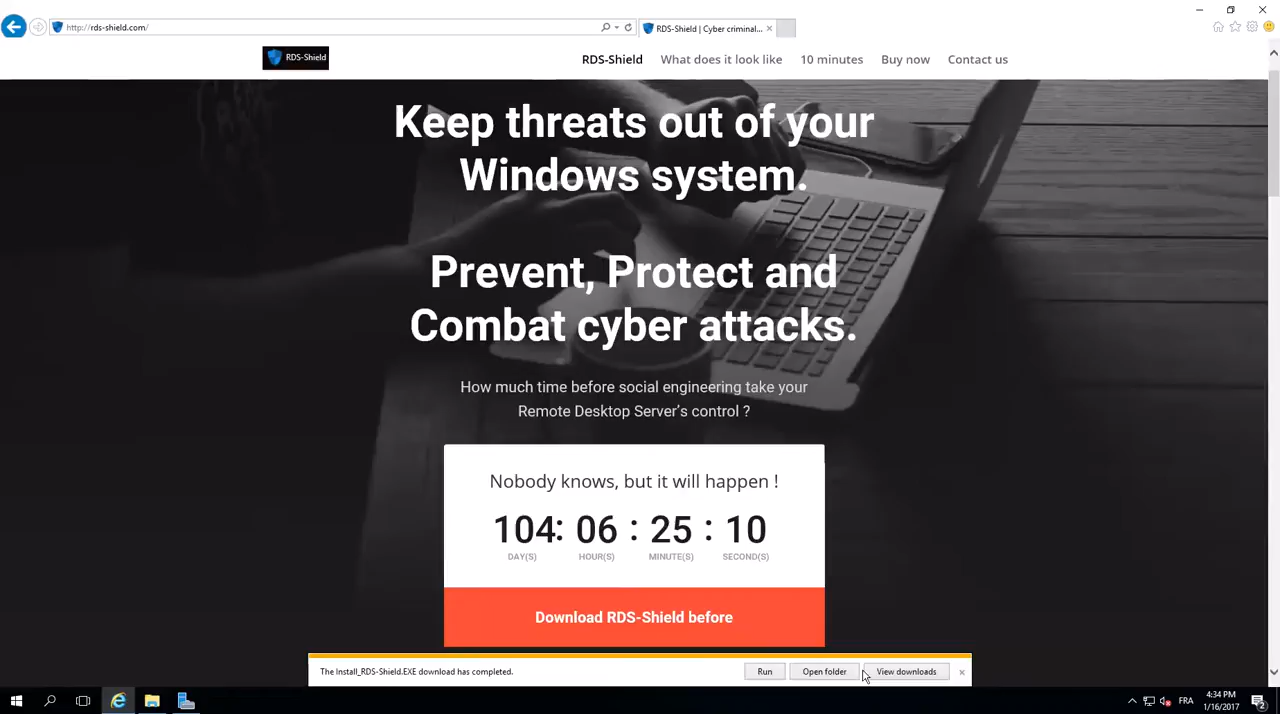 http://rds-shield.com/
RDS-Shield | Cyber criminal...
RDS-Shield
RDS-Shield
What does it look like
10 minutes
Buy now
Contact us
Keep threats out of your
Windows system.
Prevent, Protect and
Combat cyber attacks.
How much time before social engineering take your
Remote Desktop Server's control ?
Nobody knows, but it will happen !
104: 06 : 25 : 10
DAY(S) HOUR(S) MINUTE(S) SECOND(S)
Download RDS-Shield before
The Install_RDS-Shield.EXE download has completed.
Run
Open folder
View downloads
FRA
4:34 PM
1/16/2017
2